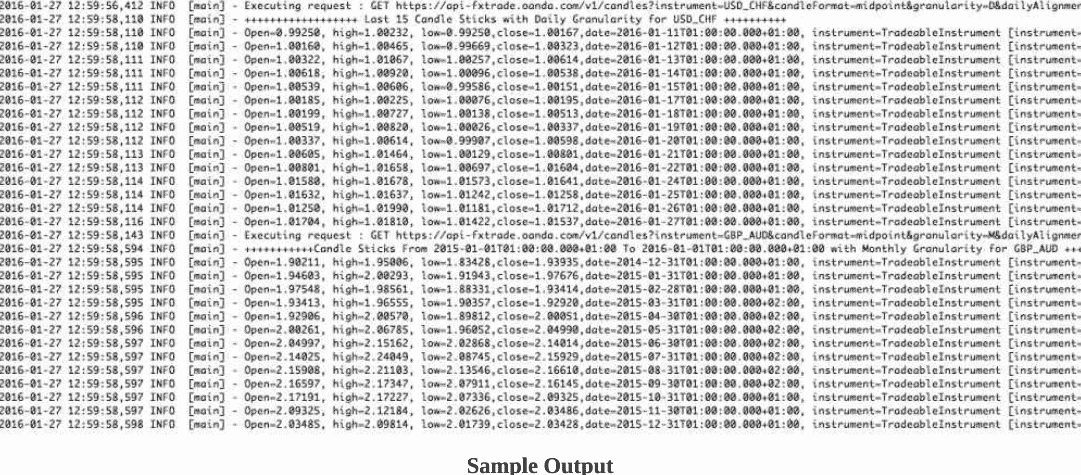 2016-01-27 12:59:56,412 INFO [main] - Executing request : GET https://api-fxtrade.oanda.com/v1/candles?instrument=USD_CHF&candleFormat=midpoint&granularity=D&dailyAlignmen
2016-01-27 12:59:58,110 INFO [main] - ++++++++++++++++++ Last 15 Candle Sticks with Daily Granularity for USD_CHF ++++++++++
2016-01-27 12:59:58,110 INFO [main] - Open=0.99250, high=1.00232, low=0.99250,close=1.00167,date=2016-01-11T01:00:00.000+01:00, instrument=TradeableInstrument [instrument=
2016-01-27 12:59:58,110 INFO [main] - Open=1.00160, high=1.00465, low=0.99669,close=1.00323,date=2016-01-12T01:00:00.000+01:00, instrument=TradeableInstrument [instrument=
2016-01-27 12:59:58,111 INFO [main] - Open=1.00322, high=1.01067, low=1.00257,close=1.00614,date=2016-01-13T01:00:00.000+01:00, instrument=TradeableInstrument [instrument=
2016-01-27 12:59:58,111 INFO [main] - Open=1.00618, high=1.00920, low=1.00096,close=1.00538,date=2016-01-14T01:00:00.000+01:00, instrument=TradeableInstrument [instrument=
2016-01-27 12:59:58,111 INFO [main] - Open=1.00539, high=1.00606, low=0.99586,close=1.00151,date=2016-01-15T01:00:00.000+01:00, instrument=TradeableInstrument [instrument=
2016-01-27 12:59:58,112 INFO [main] - Open=1.00185, high=1.00225, low=1.00076,close=1.00195,date=2016-01-17T01:00:00.000+01:00, instrument=TradeableInstrument [instrument=
2016-01-27 12:59:58,112 INFO [main] - Open=1.00199, high=1.00727, low=1.00138,close=1.00513,date=2016-01-18T01:00:00.000+01:00, instrument=TradeableInstrument [instrument=
2016-01-27 12:59:58,112 INFO [main] - Open=1.00519, high=1.00820, low=1.00026,close=1.00337,date=2016-01-19T01:00:00.000+01:00, instrument=TradeableInstrument [instrument=
2016-01-27 12:59:58,112 INFO [main] - Open=1.00337, high=1.00614, low=0.99907,close=1.00598,date=2016-01-20T01:00:00.000+01:00, instrument=TradeableInstrument [instrument=
2016-01-27 12:59:58,113 INFO [main] - Open=1.00605, high=1.01464, low=1.00129,close=1.00801,date=2016-01-21T01:00:00.000+01:00, instrument=TradeableInstrument [instrument=
2016-01-27 12:59:58,113 INFO [main] - Open=1.00801, high=1.01658, low=1.00697,close=1.01604,date=2016-01-22T01:00:00.000+01:00, instrument=TradeableInstrument [instrument=
2016-01-27 12:59:58,114 INFO [main] - Open=1.01580, high=1.01678, low=1.01573,close=1.01641,date=2016-01-24T01:00:00.000+01:00, instrument=TradeableInstrument [instrument=
2016-01-27 12:59:58,114 INFO [main] - Open=1.01632, high=1.01637, low=1.01242,close=1.01258,date=2016-01-25T01:00:00.000+01:00, instrument=TradeableInstrument [instrument=
2016-01-27 12:59:58,114 INFO [main] - Open=1.01250, high=1.01990, low=1.01181,close=1.01712,date=2016-01-26T01:00:00.000+01:00, instrument=TradeableInstrument [instrument=
2016-01-27 12:59:58,116 INFO [main] - Open=1.01704, high=1.01810, low=1.01422,close=1.01537,date=2016-01-27T01:00:00.000+01:00, instrument=TradeableInstrument [instrument=
2016-01-27 12:59:58,143 INFO [main] - Executing request : GET https://api-fxtrade.oanda.com/v1/candles?instrument=GBP_AUD&candleFormat=midpoint&granularity=M&dailyAlignmen
2016-01-27 12:59:58,594 INFO [main] - +++++++++++Candle Sticks From 2015-01-01T01:00:00.000+01:00 To 2016-01-01T01:00:00.000+01:00 with Monthly Granularity for GBP_AUD +++
2016-01-27 12:59:58,595 INFO [main] - Open=1.90211, high=1.95006, low=1.83428,close=1.93935,date=2014-12-31T01:00:00.000+01:00, instrument=TradeableInstrument [instrument=
2016-01-27 12:59:58,595 INFO [main] - Open=1.94603, high=2.00293, low=1.91943,close=1.97676,date=2015-01-31T01:00:00.000+01:00, instrument=TradeableInstrument [instrument=
2016-01-27 12:59:58,595 INFO [main] - Open=1.97548, high=1.98561, low=1.88331,close=1.93414,date=2015-02-28T01:00:00.000+01:00, instrument=TradeableInstrument [instrument=
2016-01-27 12:59:58,595 INFO [main] - Open=1.93413, high=1.96555, low=1.90357,close=1.92920,date=2015-03-31T01:00:00.000+02:00, instrument=TradeableInstrument [instrument=
2016-01-27 12:59:58,596 INFO [main] - Open=1.92906, high=2.00570, low=1.89812,close=2.00051,date=2015-04-30T01:00:00.000+02:00, instrument=TradeableInstrument [instrument=
2016-01-27 12:59:58,596 INFO [main] - Open=2.00261, high=2.06785, low=1.96052,close=2.04990,date=2015-05-31T01:00:00.000+02:00, instrument=TradeableInstrument [instrument=
2016-01-27 12:59:58,597 INFO [main] - Open=2.04997, high=2.15162, low=2.02868,close=2.14014,date=2015-06-30T01:00:00.000+02:00, instrument=TradeableInstrument [instrument=
2016-01-27 12:59:58,597 INFO [main] - Open=2.14025, high=2.24049, low=2.08745,close=2.15929,date=2015-07-31T01:00:00.000+02:00, instrument=TradeableInstrument [instrument=
2016-01-27 12:59:58,597 INFO [main] - Open=2.15908, high=2.21103, low=2.13546,close=2.16610,date=2015-08-31T01:00:00.000+02:00, instrument=TradeableInstrument [instrument=
2016-01-27 12:59:58,597 INFO [main] - Open=2.16597, high=2.17347, low=2.07911,close=2.16145,date=2015-09-30T01:00:00.000+02:00, instrument=TradeableInstrument [instrument=
2016-01-27 12:59:58,597 INFO [main] - Open=2.17191, high=2.17227, low=2.07336,close=2.09325,date=2015-10-31T01:00:00.000+01:00, instrument=TradeableInstrument [instrument=
2016-01-27 12:59:58,597 INFO [main] - Open=2.09325, high=2.12184, low=2.02626,close=2.03486,date=2015-11-30T01:00:00.000+01:00, instrument=TradeableInstrument [instrument=
2016-01-27 12:59:58,598 INFO [main] - Open=2.03485, high=2.09814, low=2.01739,close=2.03428,date=2015-12-31T01:00:00.000+01:00, instrument=TradeableInstrument [instrument=
Sample Output